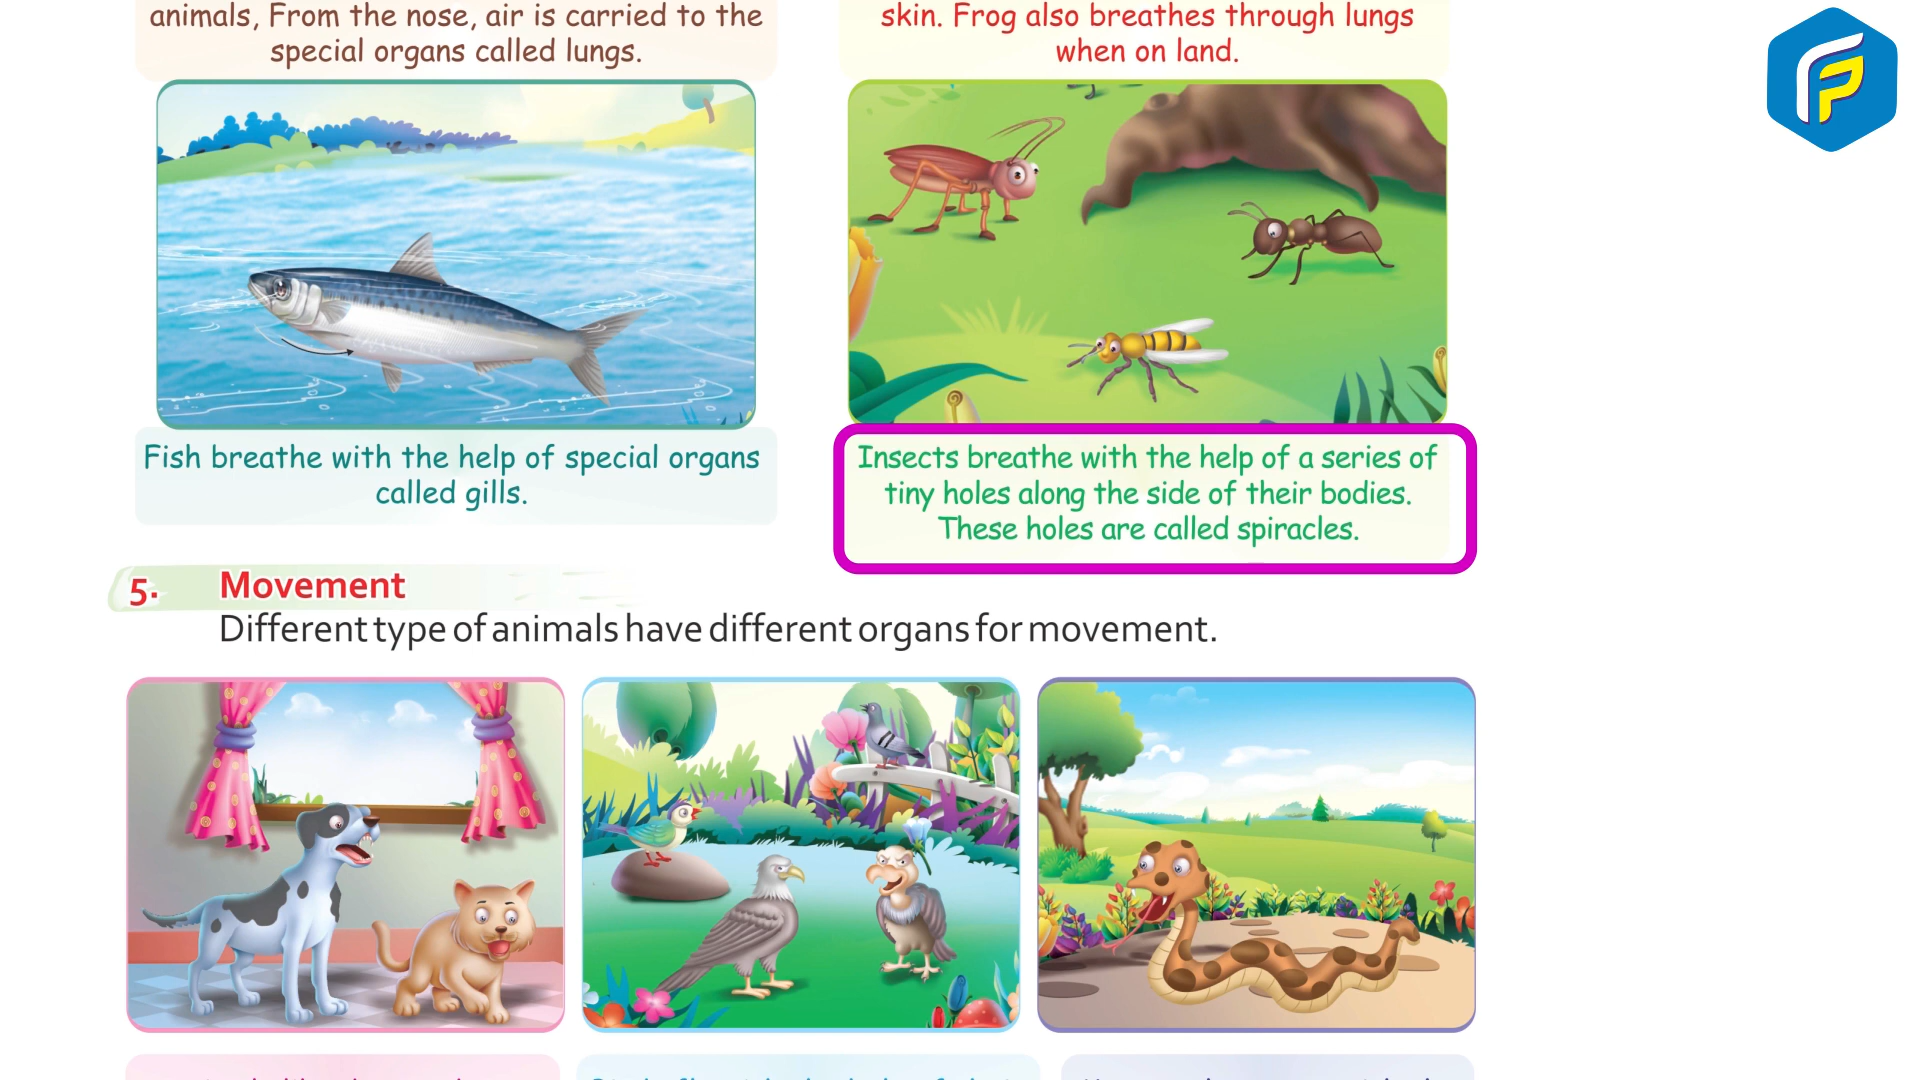 animals, From the nose, air is carried to the
special organs called lungs.
skin. Frog also breathes through lungs
when on land.
Fish breathe with the help of special organs
called gills.
Insects breathe with the help of a series of
tiny holes along the side of their bodies.
These holes are called spiracles.
5. Movement
Different type of animals have different organs for movement.